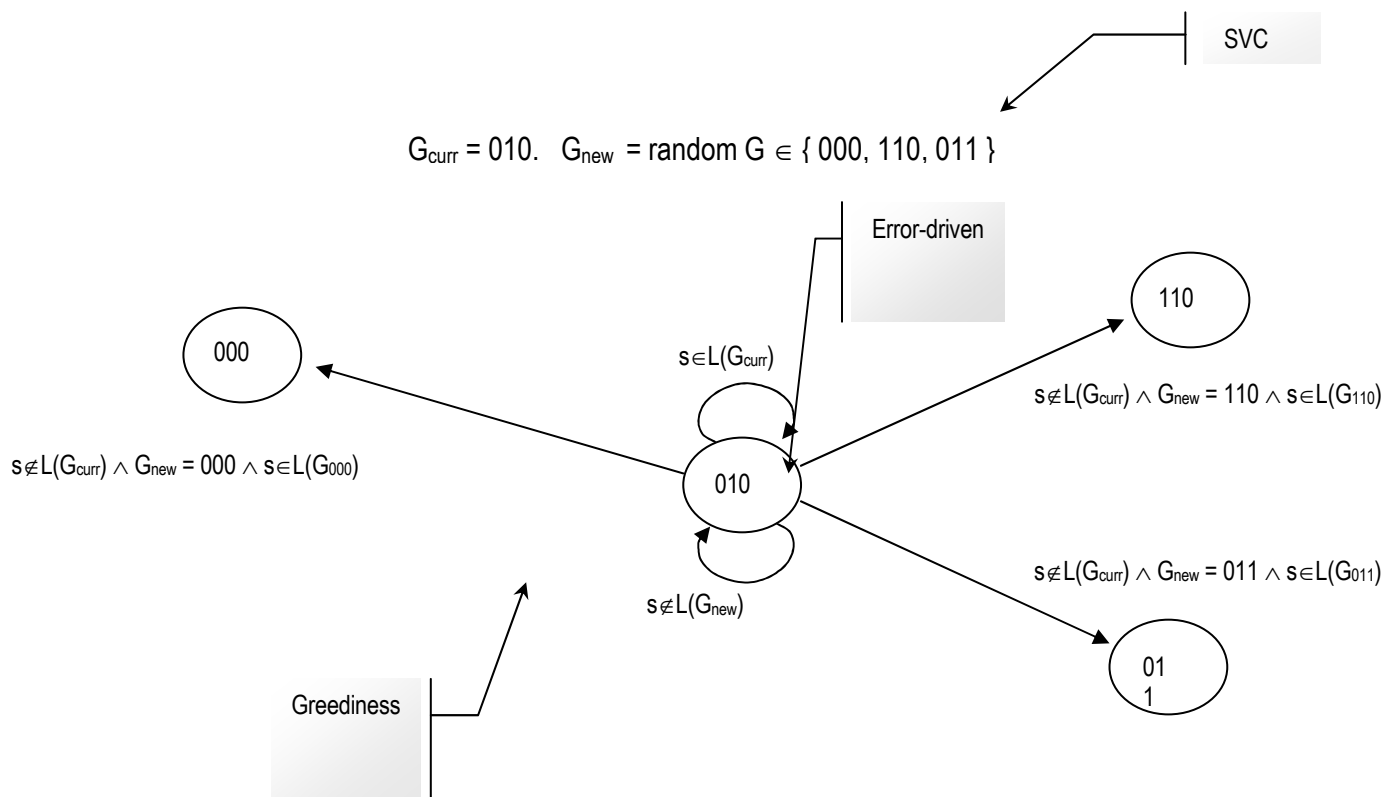 SVC
G_curr = 010.   G_new = random G ∈ { 000, 110, 011 }
Error-driven
110
000
s∈L(G_curr)
s∉L(G_curr) ∧ G_new = 110 ∧ s∈L(G_110)
s∉L(G_curr) ∧ G_new = 000 ∧ s∈L(G_000)
010
s∉L(G_curr) ∧ G_new = 011 ∧ s∈L(G_011)
s∉L(G_new)
01
1
Greediness